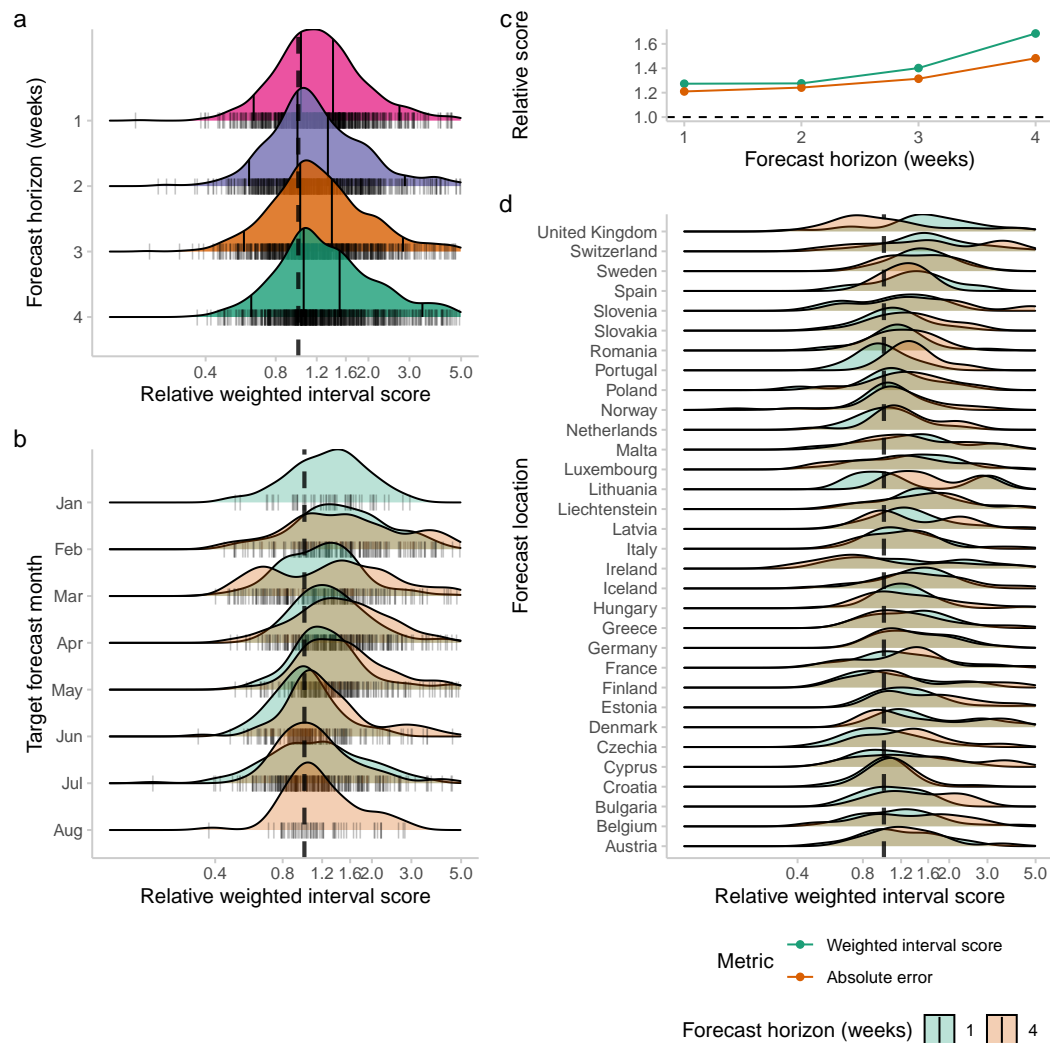 a
Forecast horizon (weeks)
1
2
3
4
0.4 0.8 1.2 1.6 2.0 3.0 5.0
Relative weighted interval score
b
Target forecast month
Jan
Feb
Mar
Apr
May
Jun
Jul
Aug
0.4 0.8 1.2 1.6 2.0 3.0 5.0
Relative weighted interval score
c
Relative score
1.6
1.4
1.2
1.0
1 2 3 4
Forecast horizon (weeks)
d
Forecast location
United Kingdom
Switzerland
Sweden
Spain
Slovenia
Slovakia
Romania
Portugal
Poland
Norway
Netherlands
Malta
Luxembourg
Lithuania
Liechtenstein
Latvia
Italy
Ireland
Iceland
Hungary
Greece
Germany
France
Finland
Estonia
Denmark
Czechia
Cyprus
Croatia
Bulgaria
Belgium
Austria
0.4 0.8 1.2 1.6 2.0 3.0 5.0
Relative weighted interval score
Metric
Weighted interval score
Absolute error
Forecast horizon (weeks) 1 4